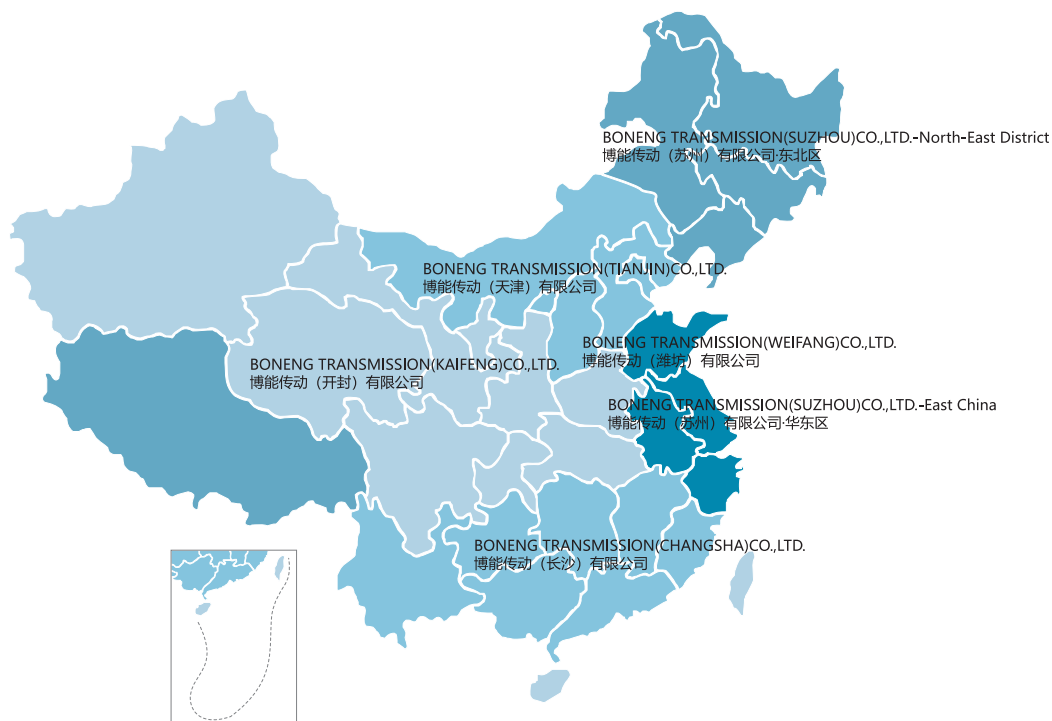 BONENG TRANSMISSION(SUZHOU)CO.,LTD.-North-East District
博能传动（苏州）有限公司·东北区
BONENG TRANSMISSION(TIANJIN)CO.,LTD.
博能传动（天津）有限公司
BONENG TRANSMISSION(WEIFANG)CO.,LTD.
博能传动（潍坊）有限公司
BONENG TRANSMISSION(KAIFENG)CO.,LTD.
博能传动（开封）有限公司
BONENG TRANSMISSION(SUZHOU)CO.,LTD.-East China
博能传动（苏州）有限公司·华东区
BONENG TRANSMISSION(CHANGSHA)CO.,LTD.
博能传动（长沙）有限公司